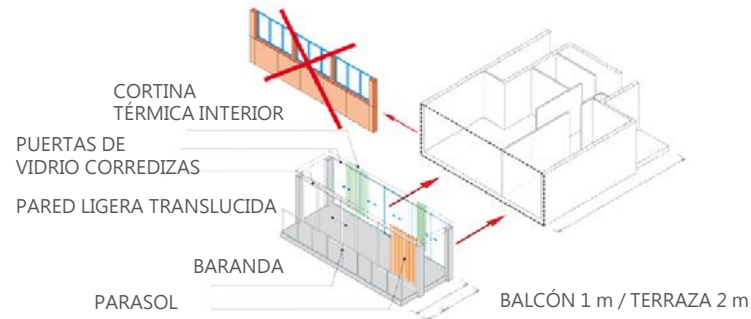 CORTINA
TÉRMICA INTERIOR
PUERTAS DE
VIDRIO CORREDIZAS
PARED LIGERA TRANSLUCIDA
BARANDA
PARASOL
BALCÓN 1 m / TERRAZA 2 m